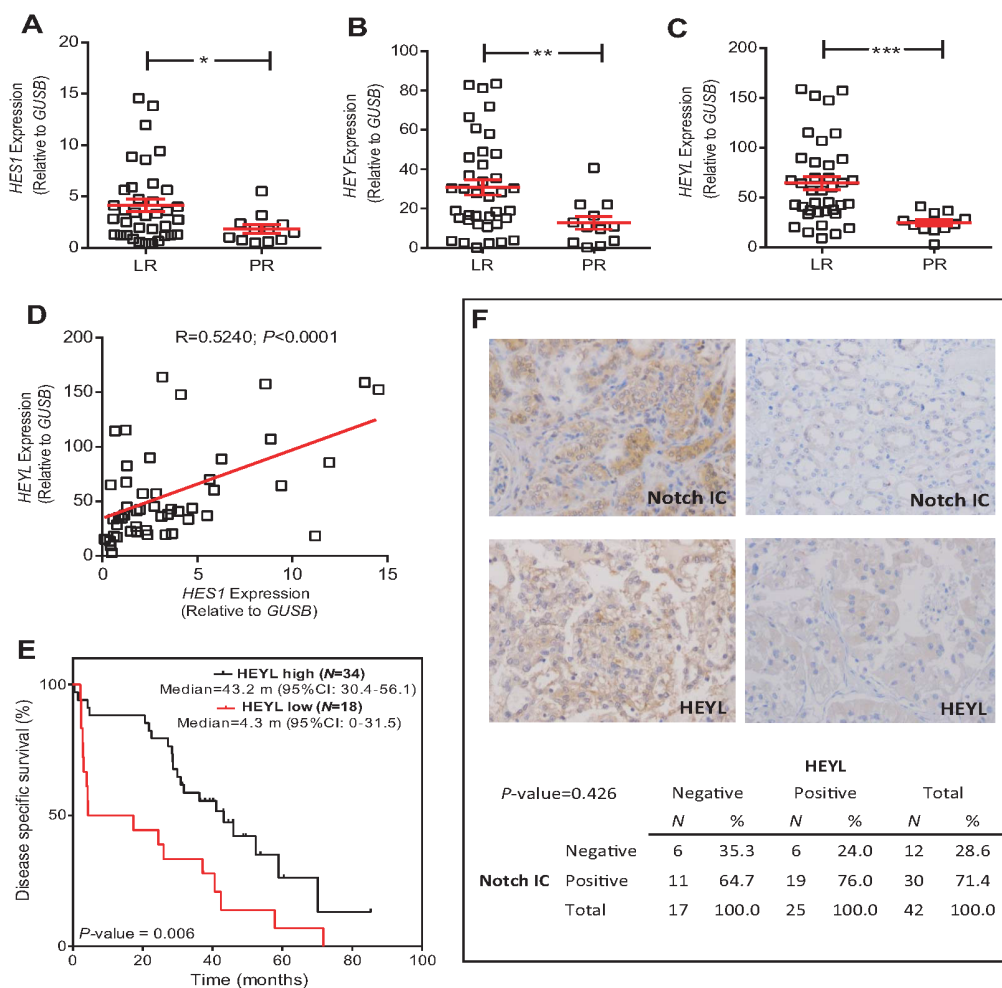 A
HES1 Expression
(Relative to GUSB)
20
15
10
5
0
*
LR
PR
B
HEY Expression
(Relative to GUSB)
100
80
60
40
20
0
**
LR
PR
C
HEYL Expression
(Relative to GUSB)
200
150
100
50
0
***
LR
PR
D
R=0.5240; P<0.0001
HEYL Expression
(Relative to GUSB)
200
150
100
50
0
0
5
10
15
HES1 Expression
(Relative to GUSB)
E
HEYL high (N=34)
Median=43.2 m (95%CI: 30.4-56.1)
HEYL low (N=18)
Median=4.3 m (95%CI: 0-31.5)
Disease specific survival (%)
100
50
0
P-value = 0.006
0 20 40 60 80 100
Time (months)
F
Notch IC
Notch IC
HEYL
HEYL
HEYL
P-value=0.426 Negative Positive Total
N % N % N %
Negative 6 35.3 6 24.0 12 28.6
Notch IC Positive 11 64.7 19 76.0 30 71.4
Total 17 100.0 25 100.0 42 100.0